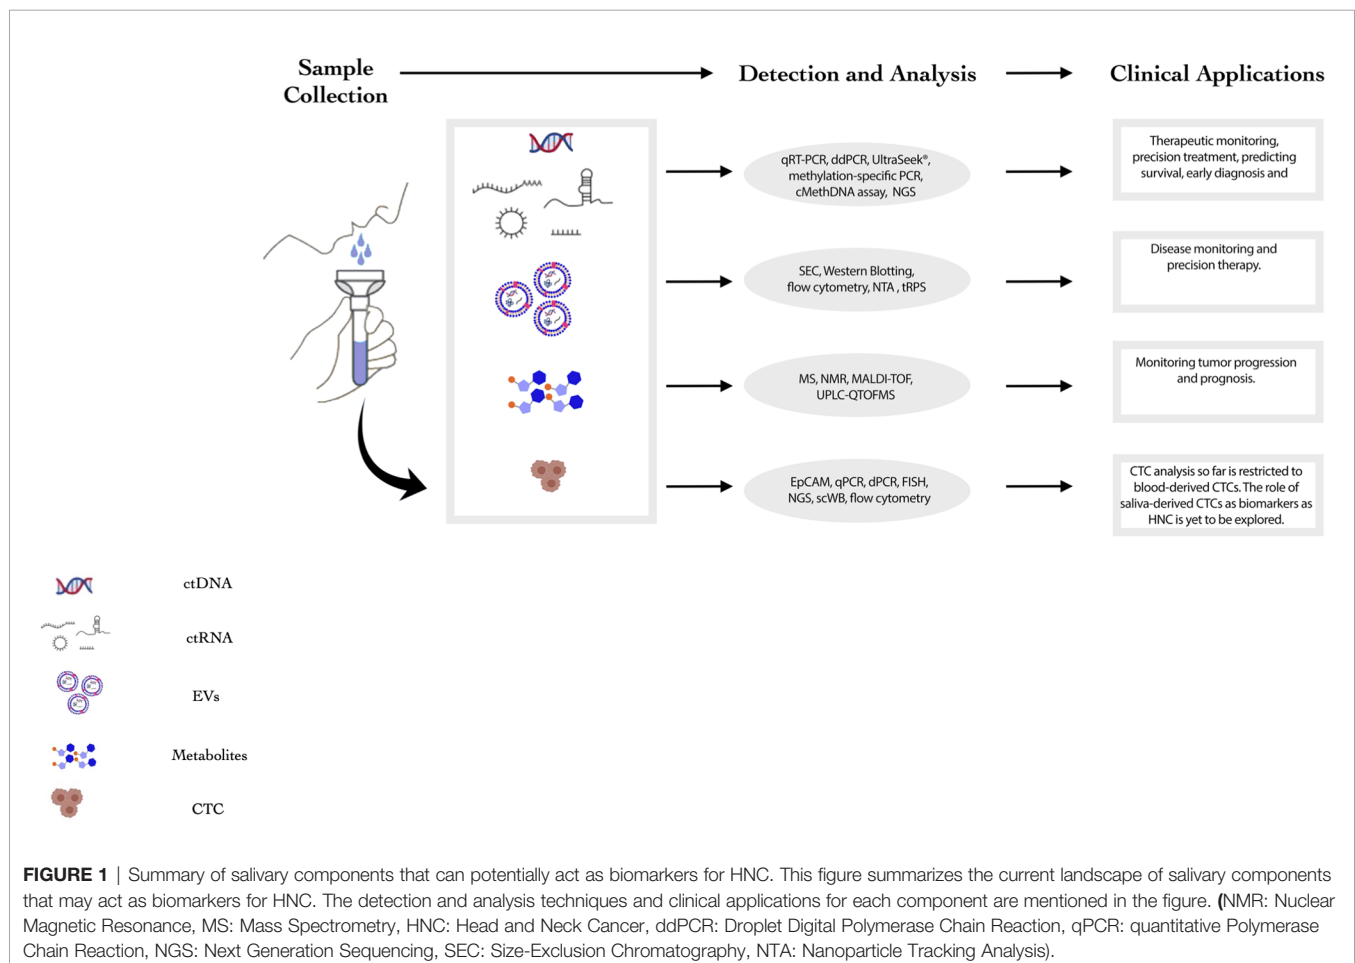 Sample
Collection
Detection and Analysis
Clinical Applications
qRT-PCR, ddPCR, UltraSeek®,
methylation-specific PCR,
cMethDNA assay, NGS
Therapeutic monitoring,
precision treatment, predicting
survival, early diagnosis and
SEC, Western Blotting,
flow cytometry, NTA , tRPS
Disease monitoring and
precision therapy.
MS, NMR, MALDI-TOF,
UPLC-QTOFMS
Monitoring tumor progression
and prognosis.
EpCAM, qPCR, dPCR, FISH,
NGS, scWB, flow cytometry
CTC analysis so far is restricted to
blood-derived CTCs. The role of
saliva-derived CTCs as biomarkers as
HNC is yet to be explored.
ctDNA
ctRNA
EVs
Metabolites
CTC
FIGURE 1 | Summary of salivary components that can potentially act as biomarkers for HNC. This figure summarizes the current landscape of salivary components
that may act as biomarkers for HNC. The detection and analysis techniques and clinical applications for each component are mentioned in the figure. (NMR: Nuclear
Magnetic Resonance, MS: Mass Spectrometry, HNC: Head and Neck Cancer, ddPCR: Droplet Digital Polymerase Chain Reaction, qPCR: quantitative Polymerase
Chain Reaction, NGS: Next Generation Sequencing, SEC: Size-Exclusion Chromatography, NTA: Nanoparticle Tracking Analysis).